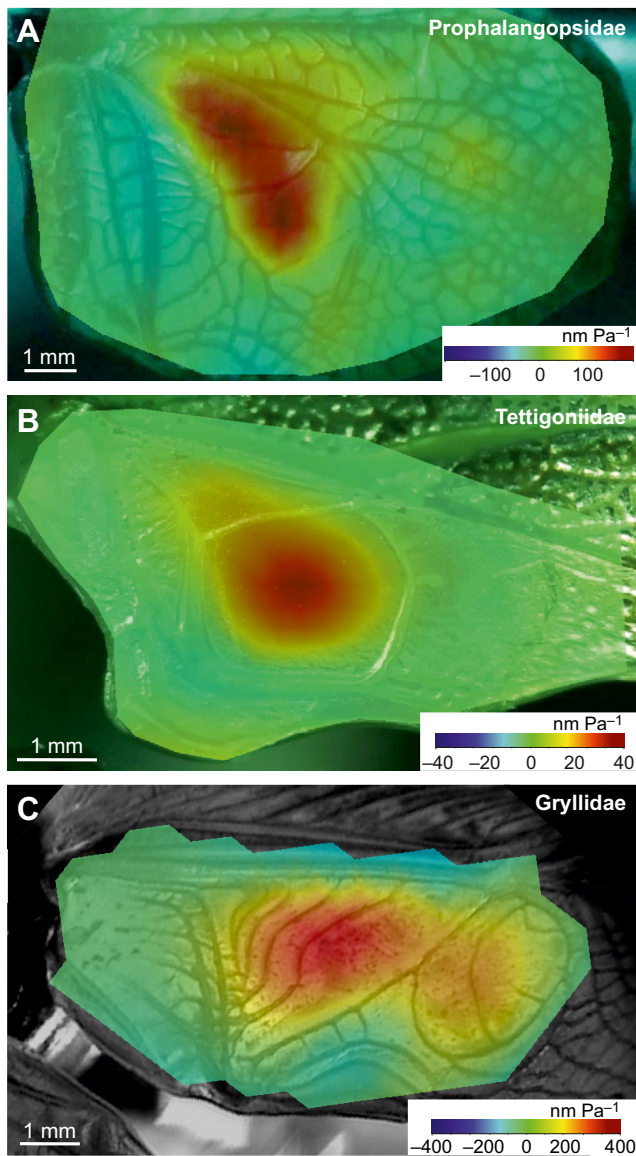 A
Prophalangopsidae
nm Pa⁻¹
–100 0 100
1 mm
B
Tettigoniidae
nm Pa⁻¹
–40 –20 0 20 40
1 mm
C
Gryllidae
nm Pa⁻¹
–400 –200 0 200 400
1 mm